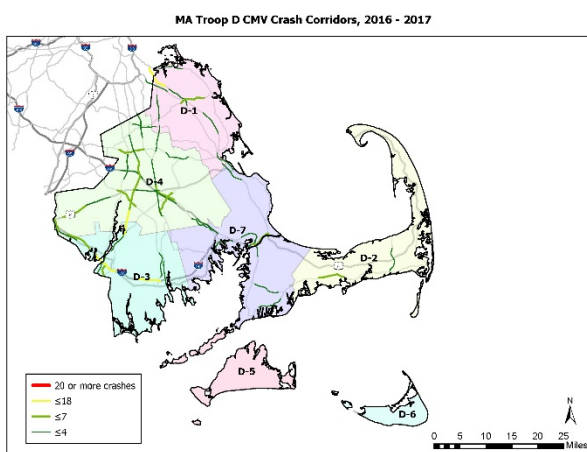 MA Troop D CMV Crash Corridors, 2016 - 2017
D-1
D-4
D-7
D-2
D-3
D-5
D-6
20 or more crashes
≤18
≤7
≤4
N
0 5 10 15 20 25
Miles